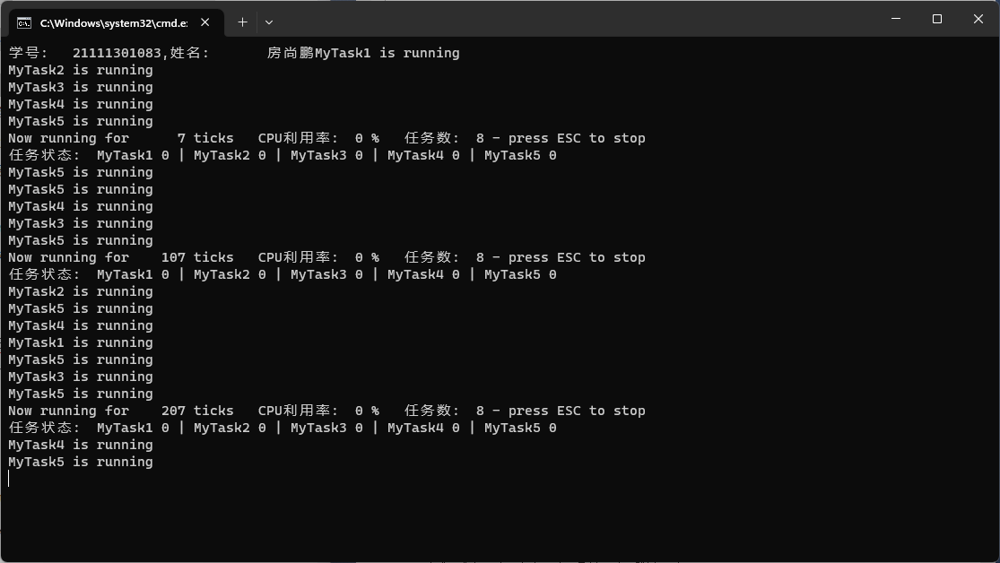 C:\Windows\system32\cmd.e:
学号:   21111301083,姓名:       房尚鹏MyTask1 is running
MyTask2 is running
MyTask3 is running
MyTask4 is running
MyTask5 is running
Now running for      7 ticks   CPU利用率:  0 %   任务数:  8 - press ESC to stop
任务状态:  MyTask1 0 | MyTask2 0 | MyTask3 0 | MyTask4 0 | MyTask5 0
MyTask5 is running
MyTask5 is running
MyTask4 is running
MyTask3 is running
MyTask5 is running
Now running for    107 ticks   CPU利用率:  0 %   任务数:  8 - press ESC to stop
任务状态:  MyTask1 0 | MyTask2 0 | MyTask3 0 | MyTask4 0 | MyTask5 0
MyTask2 is running
MyTask5 is running
MyTask4 is running
MyTask1 is running
MyTask5 is running
MyTask3 is running
MyTask5 is running
Now running for    207 ticks   CPU利用率:  0 %   任务数:  8 - press ESC to stop
任务状态:  MyTask1 0 | MyTask2 0 | MyTask3 0 | MyTask4 0 | MyTask5 0
MyTask4 is running
MyTask5 is running